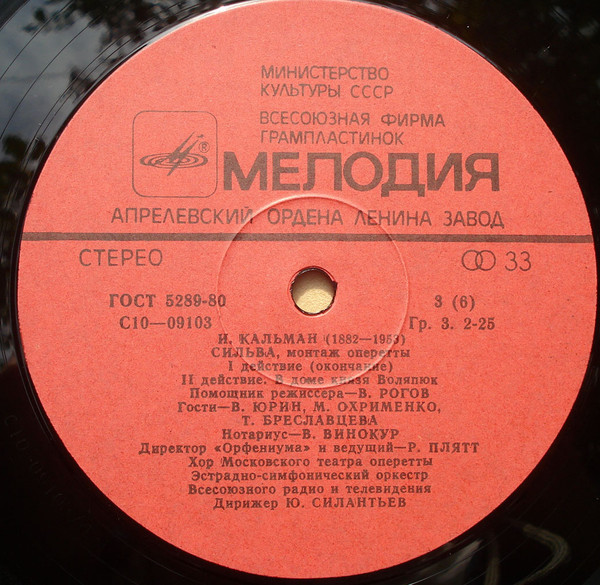 МИНИСТЕРСТВО
КУЛЬТУРЫ СССР
ВСЕСОЮЗНАЯ ФИРМА
ГРАМПЛАСТИНОК
®
МЕЛОДИЯ
АПРЕЛЕВСКИЙ ОРДЕНА ЛЕНИНА ЗАВОД
СТЕРЕО 33
ГОСТ 5289-80 3 (6)
С10—09103 Гр. 3. 2-25
И. КАЛЬМАН (1882—1953)
СИЛЬВА, монтаж оперетты
I действие (окончание)
II действие. В доме князя Воляпюк
Помощник режиссера—В. РОГОВ
Гости—В. ЮРИН, М. ОХРИМЕНКО,
Т. БРЕСЛАВЦЕВА
Нотариус—В. ВИНОКУР
Директор «Орфениума» и ведущий—Р. ПЛЯТТ
Хор Московского театра оперетты
Эстрадно-симфонический оркестр
Всесоюзного радио и телевидения
Дирижер Ю. СИЛАНТЬЕВ